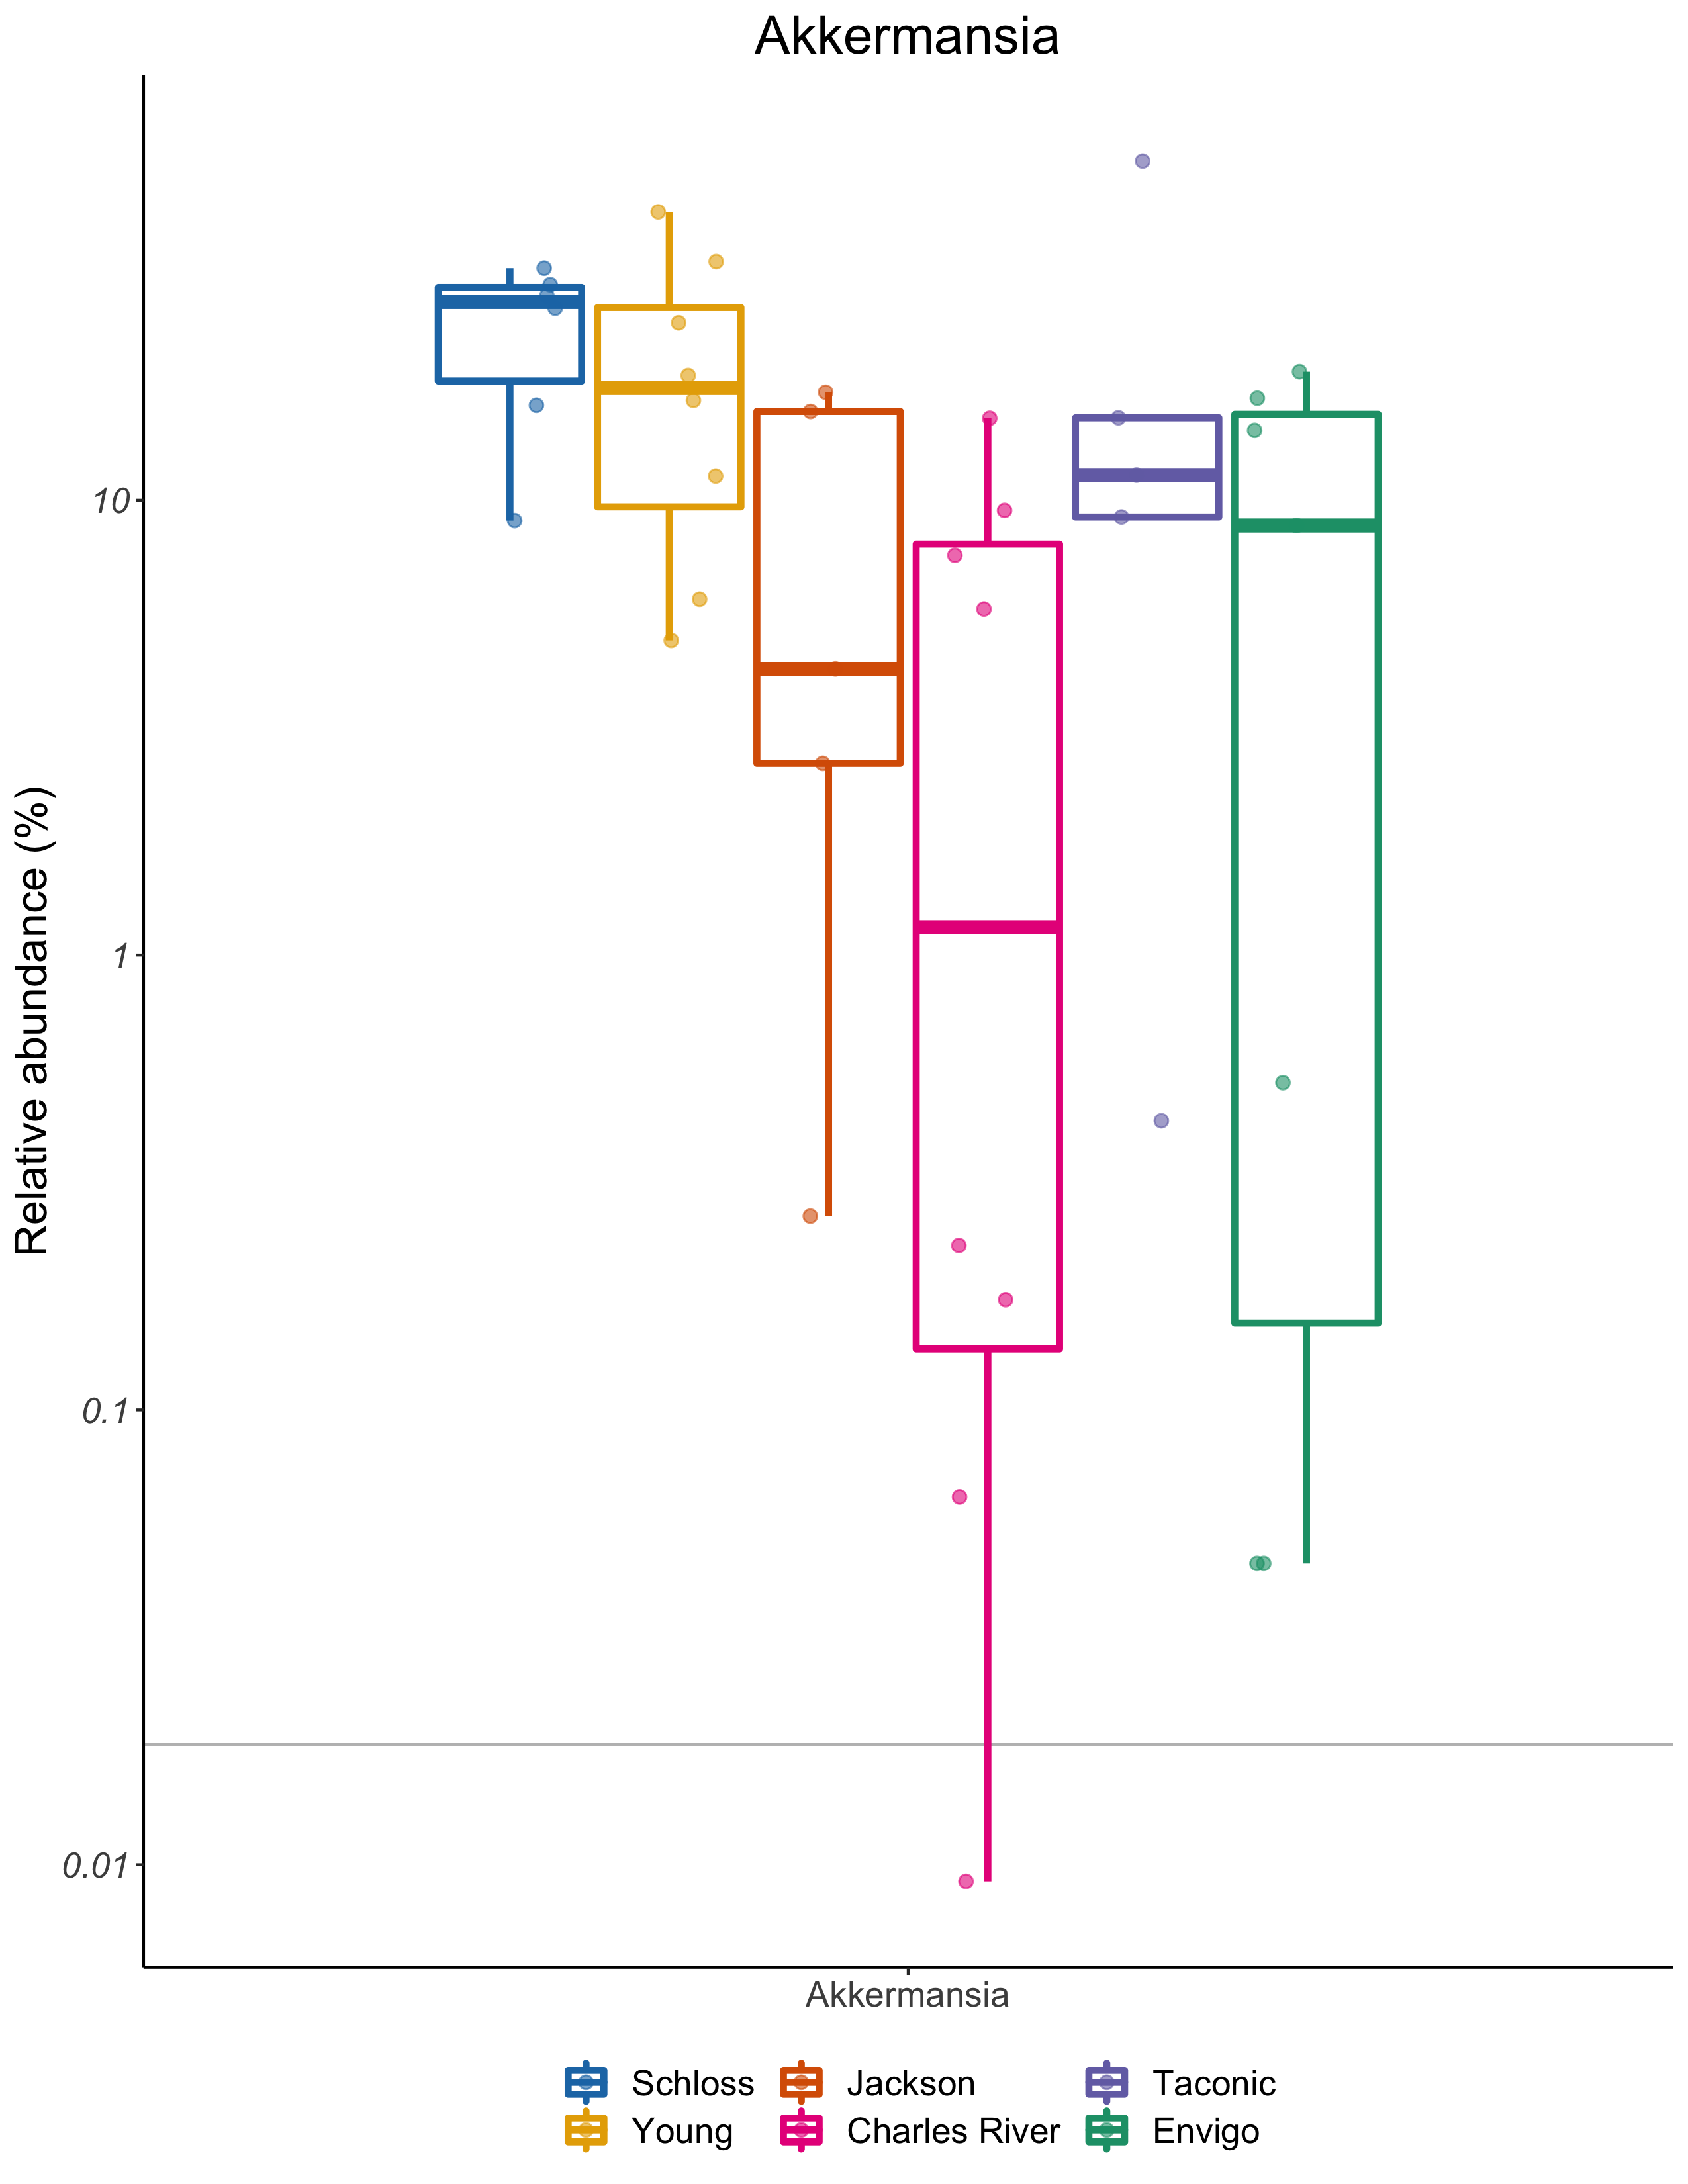 Akkermansia
Relative abundance (%)
10
1
0.1
0.01
Akkermansia
Schloss
Jackson
Taconic
Young
Charles River
Envigo